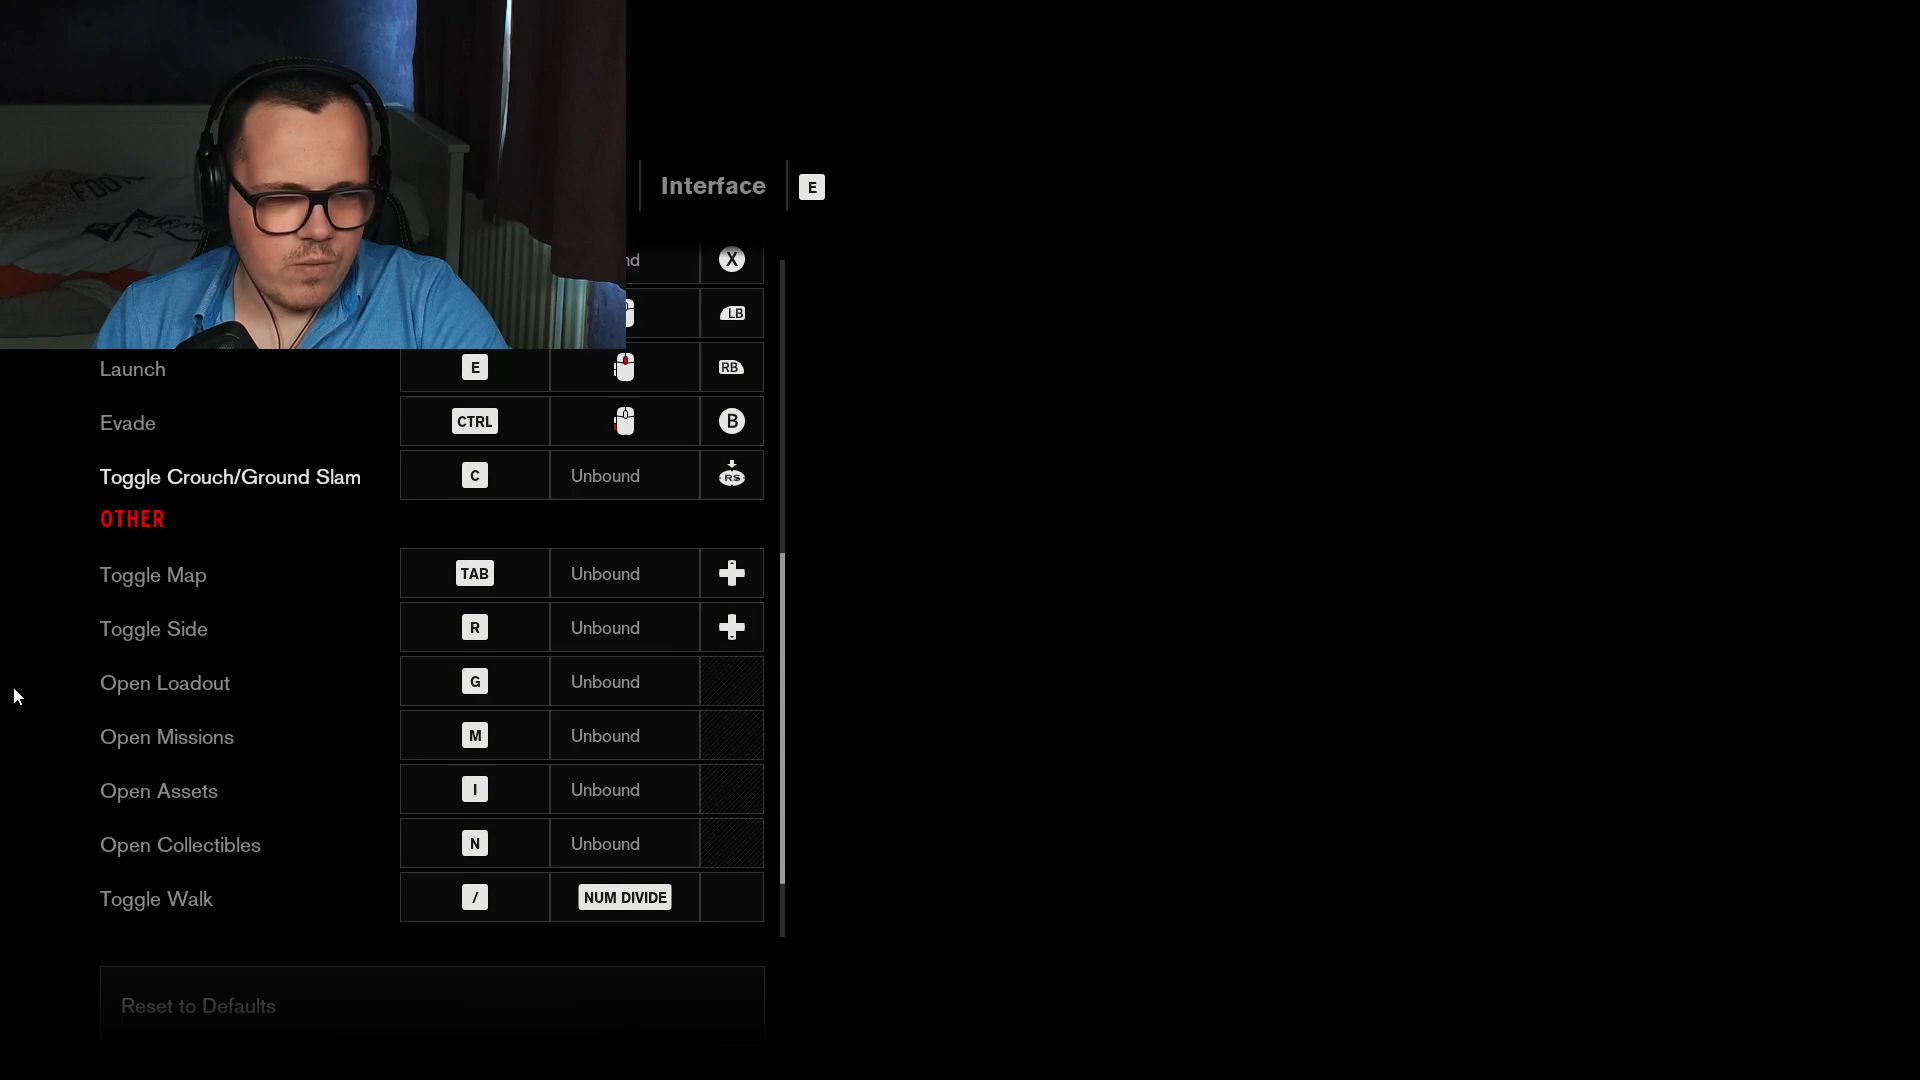 Interface E
nd X
LB
Launch E RB
Evade CTRL B
Toggle Crouch/Ground Slam C Unbound RS
OTHER
Toggle Map TAB Unbound
Toggle Side R Unbound
Open Loadout G Unbound
Open Missions M Unbound
Open Assets I Unbound
Open Collectibles N Unbound
Toggle Walk / NUM DIVIDE
Reset to Defaults